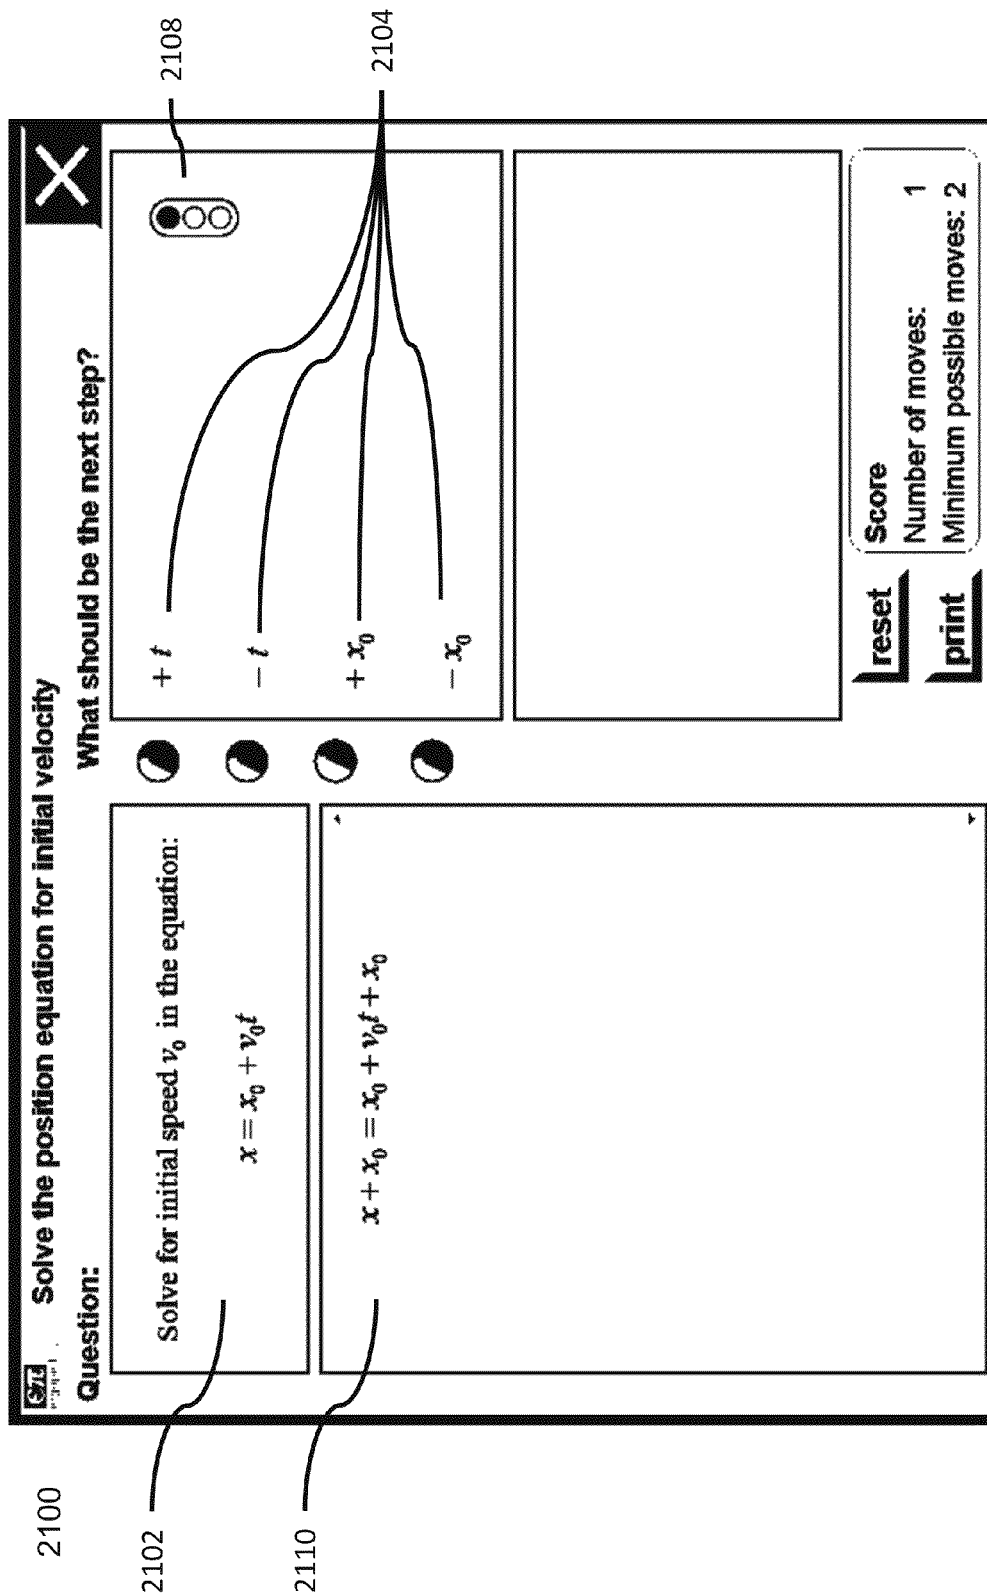 2100
Solve the position equation for initial velocity
Question:
2102
Solve for initial speed v₀ in the equation:
x = x₀ + v₀t
2110
x + x₀ = x₀ + v₀t + x₀
What should be the next step?
+ t
− t
+ x₀
− x₀
2108
2104
reset
print
Score
Number of moves: 1
Minimum possible moves: 2